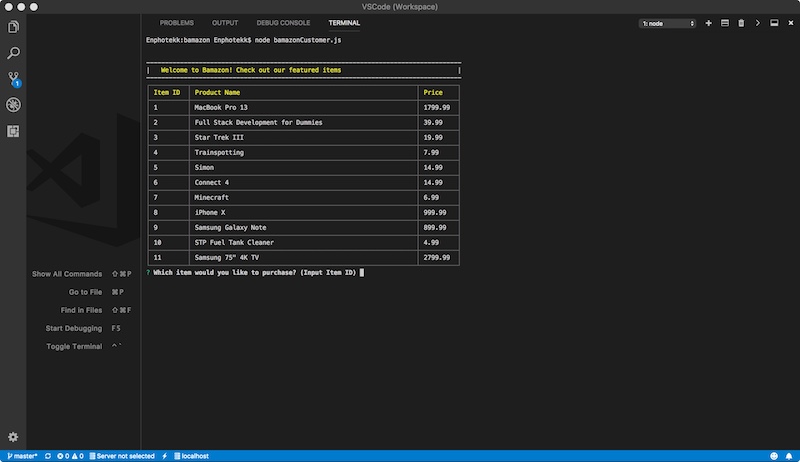 VSCode (Workspace)
PROBLEMS OUTPUT DEBUG CONSOLE TERMINAL 1: node
Enphotekk:bamazon Enphotekk$ node bamazonCustomer.js
| Welcome to Bamazon! Check out our featured items |
Item ID Product Name Price
1 MacBook Pro 13 1799.99
2 Full Stack Development for Dummies 39.99
3 Star Trek III 19.99
4 Trainspotting 7.99
5 Simon 14.99
6 Connect 4 14.99
7 Minecraft 6.99
8 iPhone X 999.99
9 Samsung Galaxy Note 899.99
10 STP Fuel Tank Cleaner 4.99
11 Samsung 75" 4K TV 2799.99
? Which item would you like to purchase? (Input Item ID)
1
Show All Commands ⇧⌘P
Go to File ⌘P
Find in Files ⇧⌘F
Start Debugging F5
Toggle Terminal ⌃`
master* 0 0 Server not selected localhost